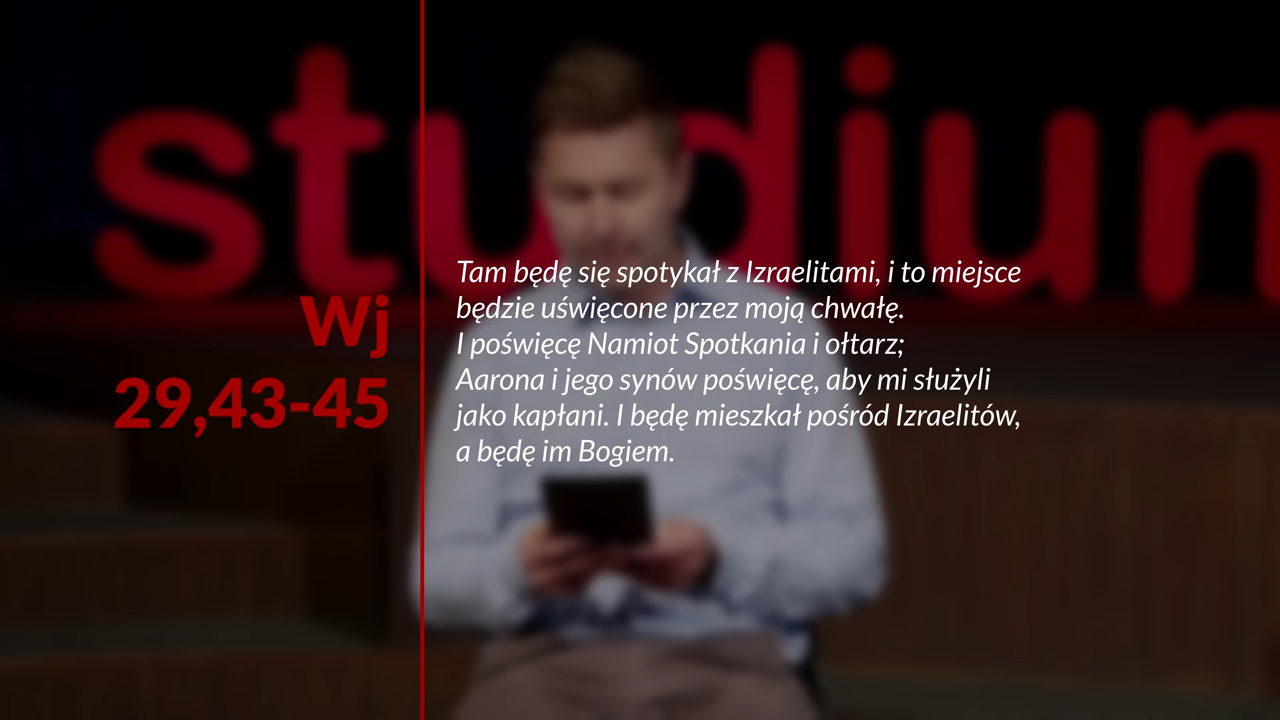 studium
Wj
29,43-45
Tam będę się spotykał z Izraelitami, i to miejsce
będzie uświęcone przez moją chwałę.
I poświęcę Namiot Spotkania i ołtarz;
Aarona i jego synów poświęcę, aby mi służyli
jako kapłani. I będę mieszkał pośród Izraelitów,
a będę im Bogiem.